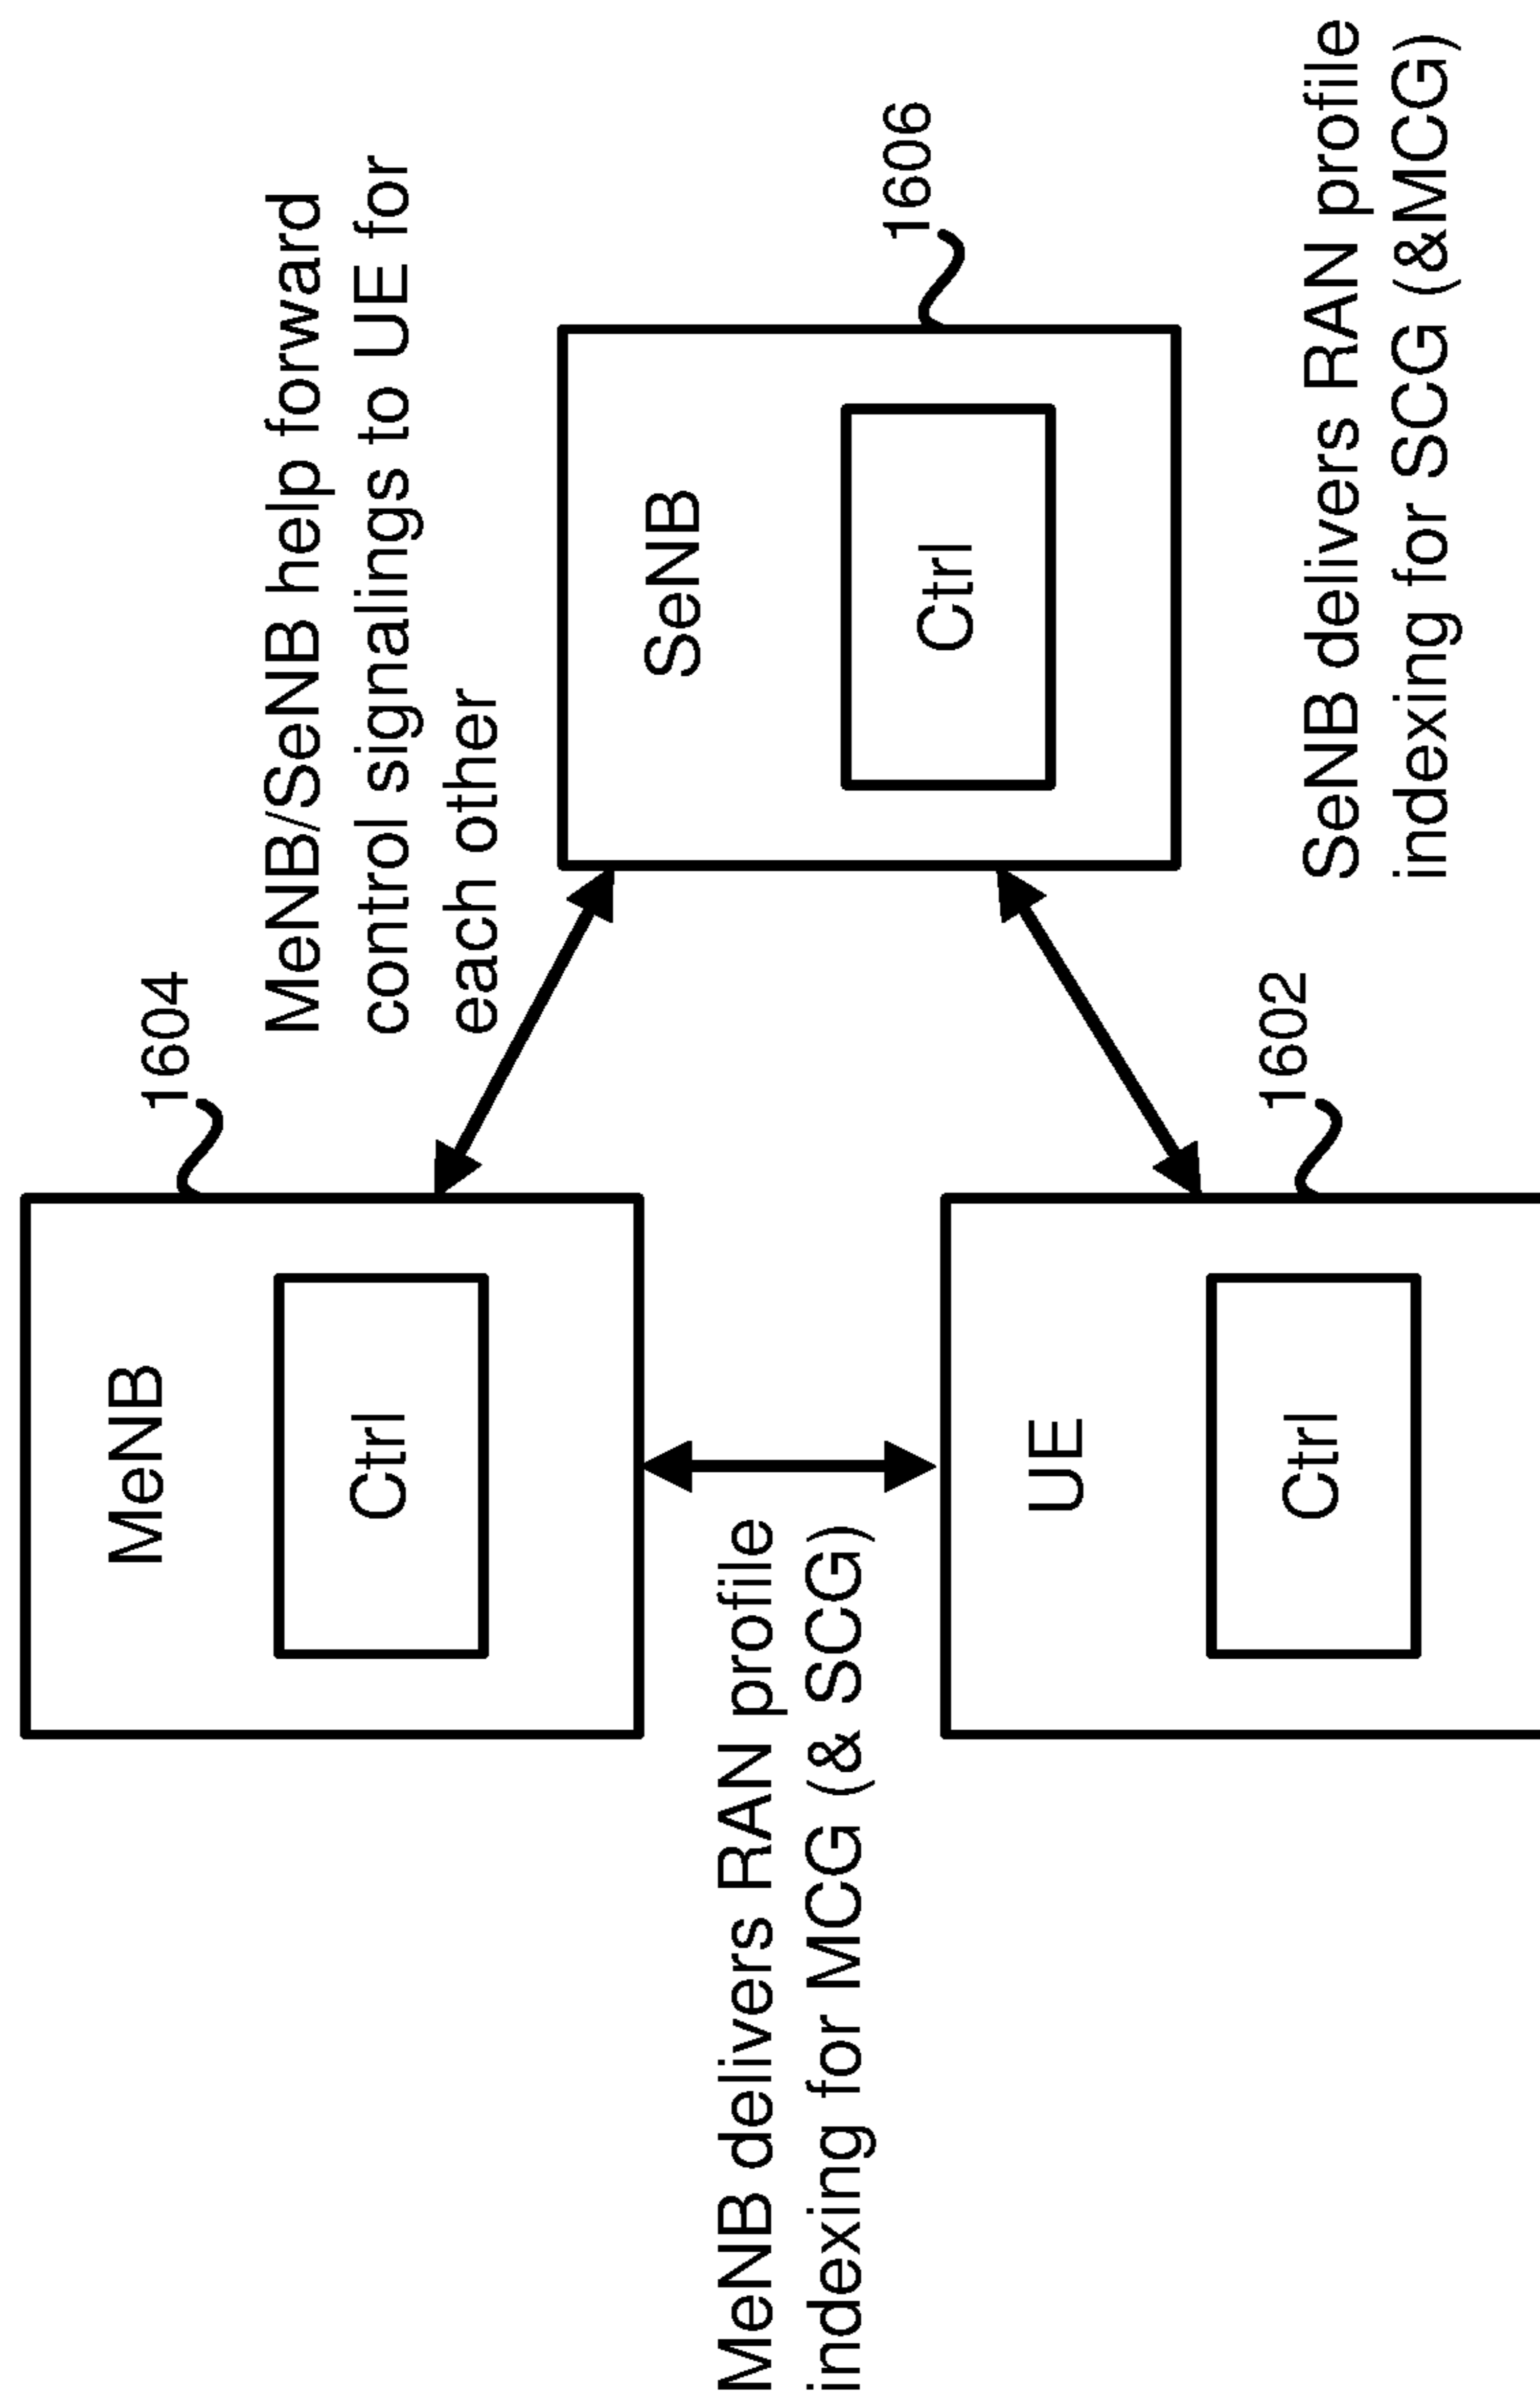 1604
MeNB
Ctrl
MeNB/SeNB help forward
control signalings to UE for
each other
1606
SeNB
Ctrl
MeNB delivers RAN profile
indexing for MCG (& SCG)
1602
UE
Ctrl
SeNB delivers RAN profile
indexing for SCG (&MCG)